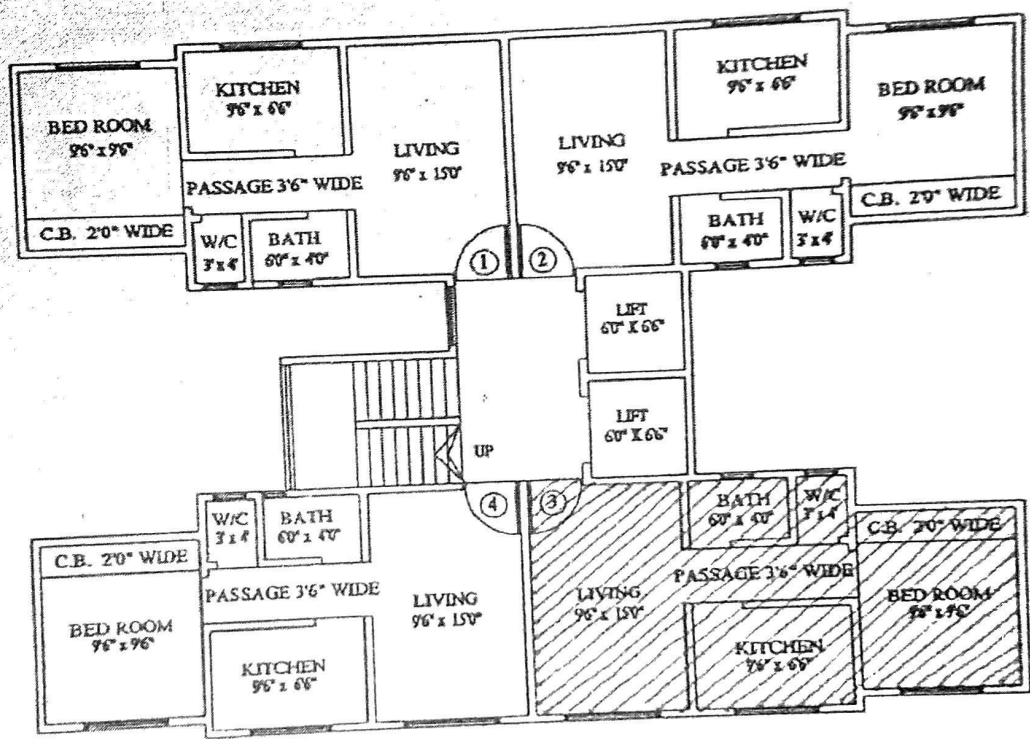 KITCHEN
9'6" x 6'6"
BED ROOM
9'6" x 9'6"
LIVING
9'6" x 15'0"
PASSAGE 3'6" WIDE
C.B. 2'0" WIDE
W/C
3' x 4'
BATH
6'0" x 4'0"
1
KITCHEN
9'6" x 6'6"
BED ROOM
9'6" x 9'6"
LIVING
9'6" x 15'0"
PASSAGE 3'6" WIDE
C.B. 2'0" WIDE
BATH
6'0" x 4'0"
W/C
3' x 4'
2
LIFT
6'0" X 6'6"
LIFT
6'0" X 6'6"
UP
4
W/C
3' x 4'
BATH
6'0" x 4'0"
C.B. 2'0" WIDE
PASSAGE 3'6" WIDE
LIVING
9'6" x 15'0"
BED ROOM
9'6" x 9'6"
KITCHEN
9'6" x 6'6"
3
BATH
6'0" x 4'0"
W/C
3' x 4'
C.B. 2'0" WIDE
PASSAGE 3'6" WIDE
LIVING
9'6" x 15'0"
BED ROOM
9'6" x 9'6"
KITCHEN
9'6" x 6'6"